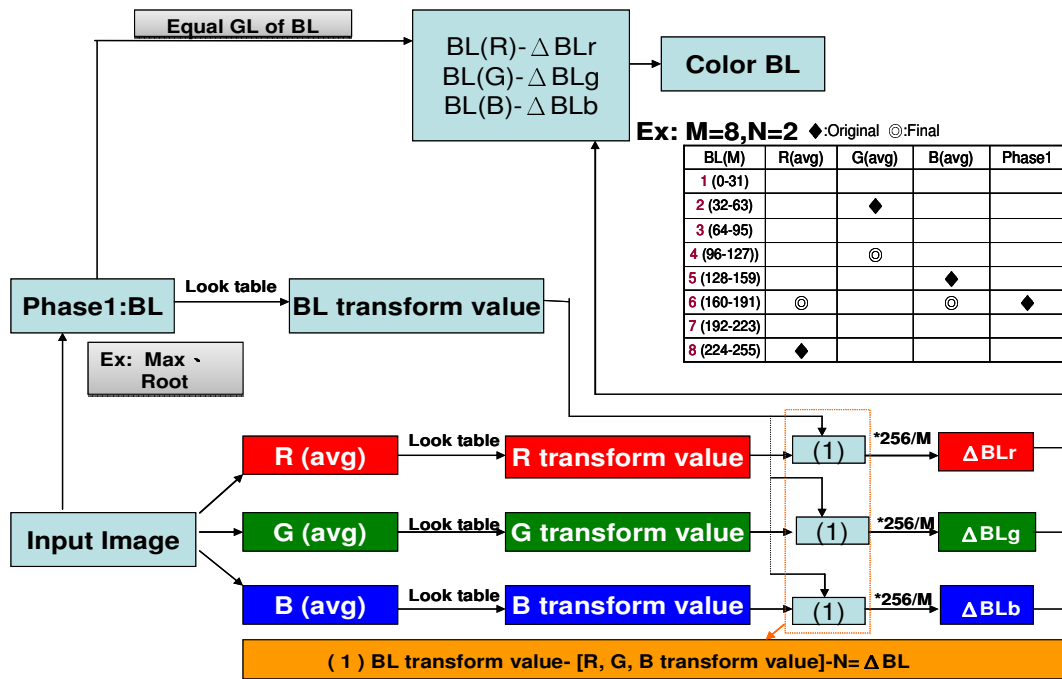 Equal GL of BL
BL(R)- Δ BLr
BL(G)- Δ BLg
BL(B)- Δ BLb
Color BL
Ex: M=8,N=2 ◆:Original ◎:Final
BL(M) R(avg) G(avg) B(avg) Phase1
1 (0-31)
2 (32-63) ◆
3 (64-95)
4 (96-127)) ◎
5 (128-159) ◆
6 (160-191) ◎ ◎ ◆
7 (192-223)
8 (224-255) ◆
Phase1:BL
Look table
BL transform value
Ex: Max、
Root
R (avg)
Look table
R transform value
(1)
*256/M
ΔBLr
Input Image
G (avg)
Look table
G transform value
(1)
*256/M
ΔBLg
B (avg)
Look table
B transform value
(1)
*256/M
ΔBLb
( 1 ) BL transform value- [R, G, B transform value]-N= ΔBL